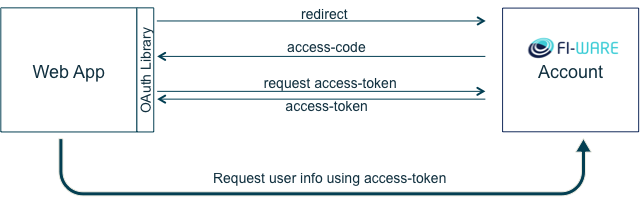 redirect
access-code
Web App
OAuth Library
request access-token
access-token
FI-WARE
Account
Request user info using access-token